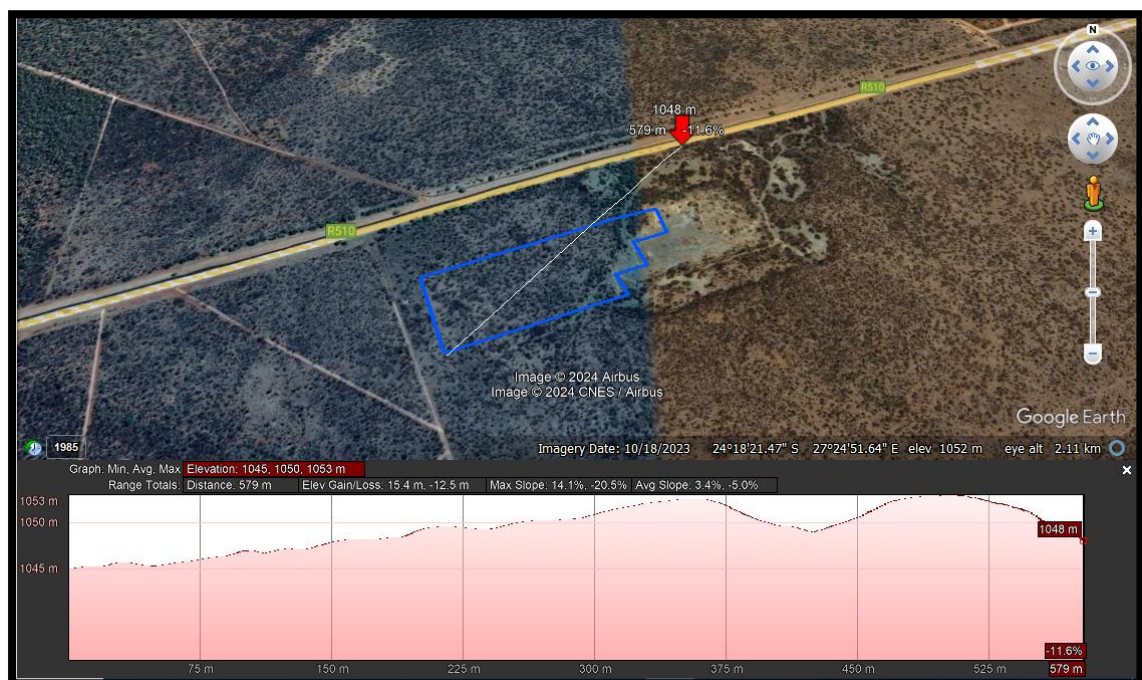 N
R510
1048 m
579 m -11.6%
R510
Image © 2024 Airbus
Image © 2024 CNES / Airbus
Google Earth
1985
Imagery Date: 10/18/2023 24°18'21.47" S 27°24'51.64" E elev 1052 m eye alt 2.11 km
Graph: Min, Avg, Max Elevation: 1045, 1050, 1053 m
Range Totals: Distance: 579 m Elev Gain/Loss: 15.4 m, -12.5 m Max Slope: 14.1%, -20.5% Avg Slope: 3.4%, -5.0%
1053 m
1050 m
1048 m
1045 m
-11.6%
75 m 150 m 225 m 300 m 375 m 450 m 525 m 579 m